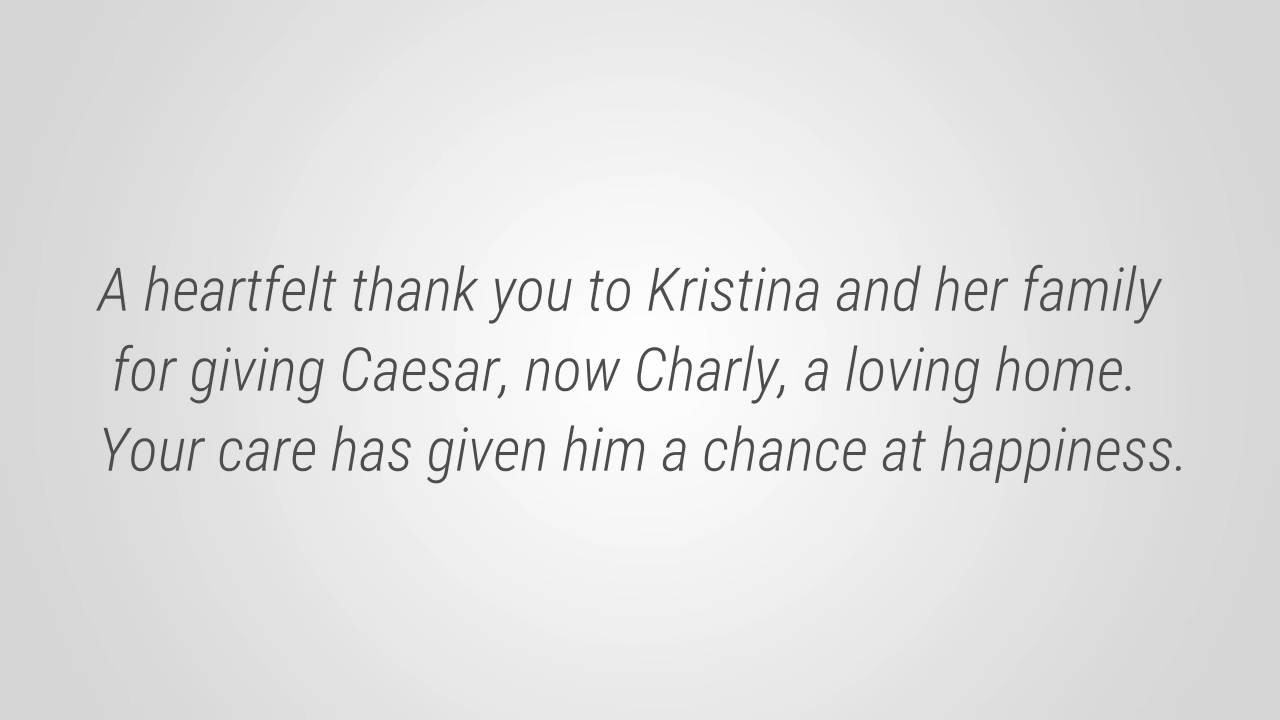 A heartfelt thank you to Kristina and her family
for giving Caesar, now Charly, a loving home.
Your care has given him a chance at happiness.